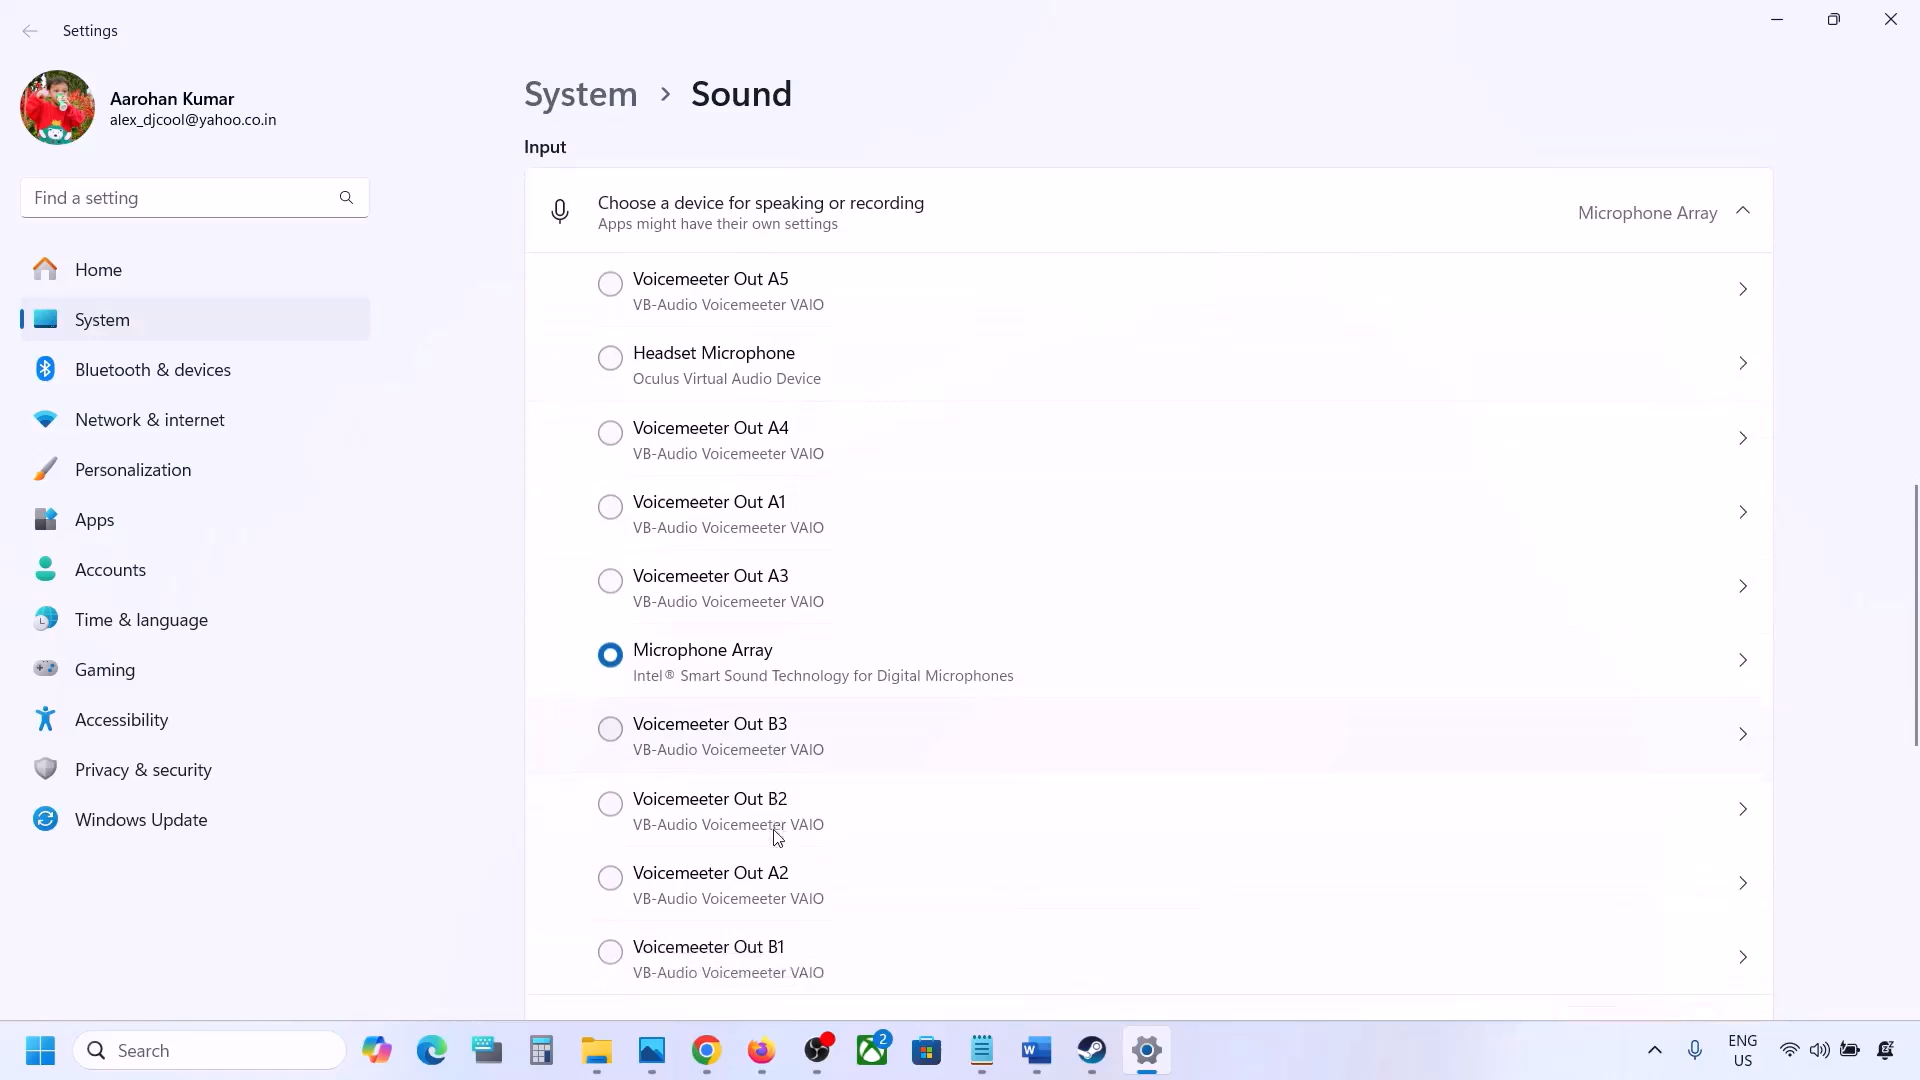 Settings
Aarohan Kumar
alex_djcool@yahoo.co.in
Find a setting
Home
System
Bluetooth & devices
Network & internet
Personalization
Apps
Accounts
Time & language
Gaming
Accessibility
Privacy & security
Windows Update
System > Sound
Input
Choose a device for speaking or recording
Apps might have their own settings
Microphone Array
Voicemeeter Out A5
VB-Audio Voicemeeter VAIO
Headset Microphone
Oculus Virtual Audio Device
Voicemeeter Out A4
VB-Audio Voicemeeter VAIO
Voicemeeter Out A1
VB-Audio Voicemeeter VAIO
Voicemeeter Out A3
VB-Audio Voicemeeter VAIO
Microphone Array
Intel® Smart Sound Technology for Digital Microphones
Voicemeeter Out B3
VB-Audio Voicemeeter VAIO
Voicemeeter Out B2
VB-Audio Voicemeeter VAIO
Voicemeeter Out A2
VB-Audio Voicemeeter VAIO
Voicemeeter Out B1
VB-Audio Voicemeeter VAIO
Search
2
ENG
US